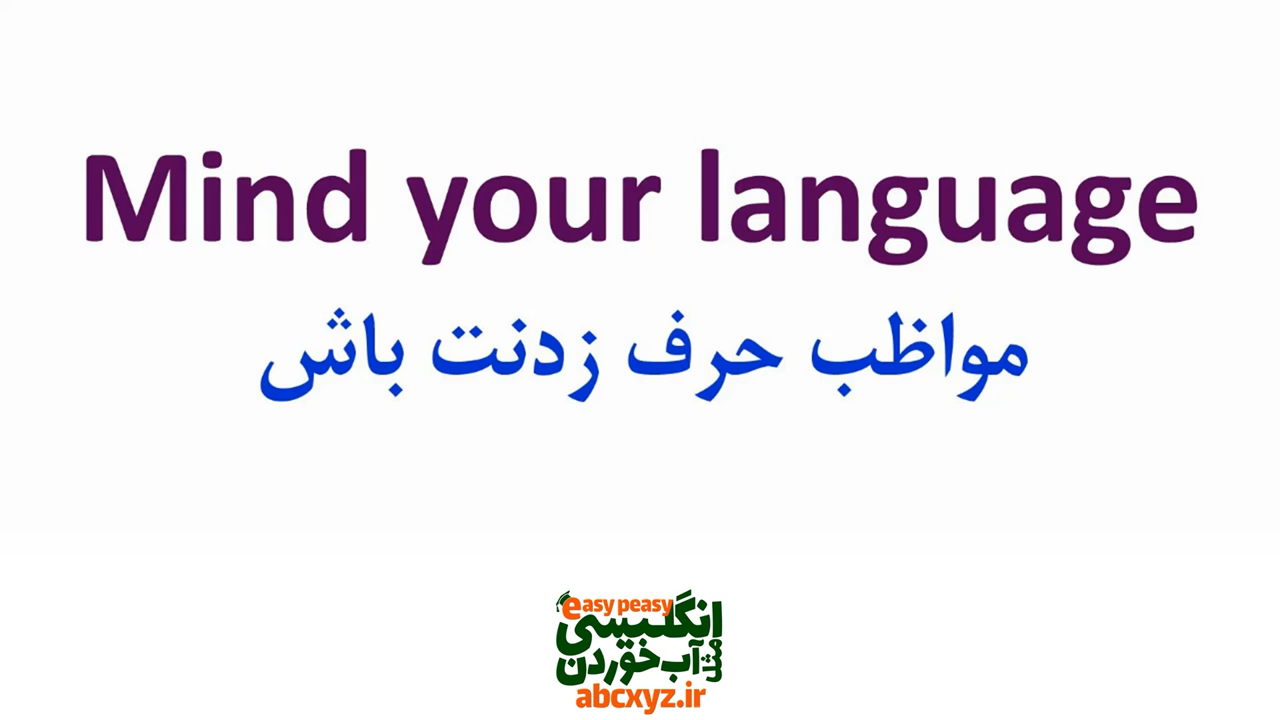 Mind your language
مواظب حرف زدنت باش
easy peasy
انگلیسی
مثل
آب خوردن
abcxyz.ir